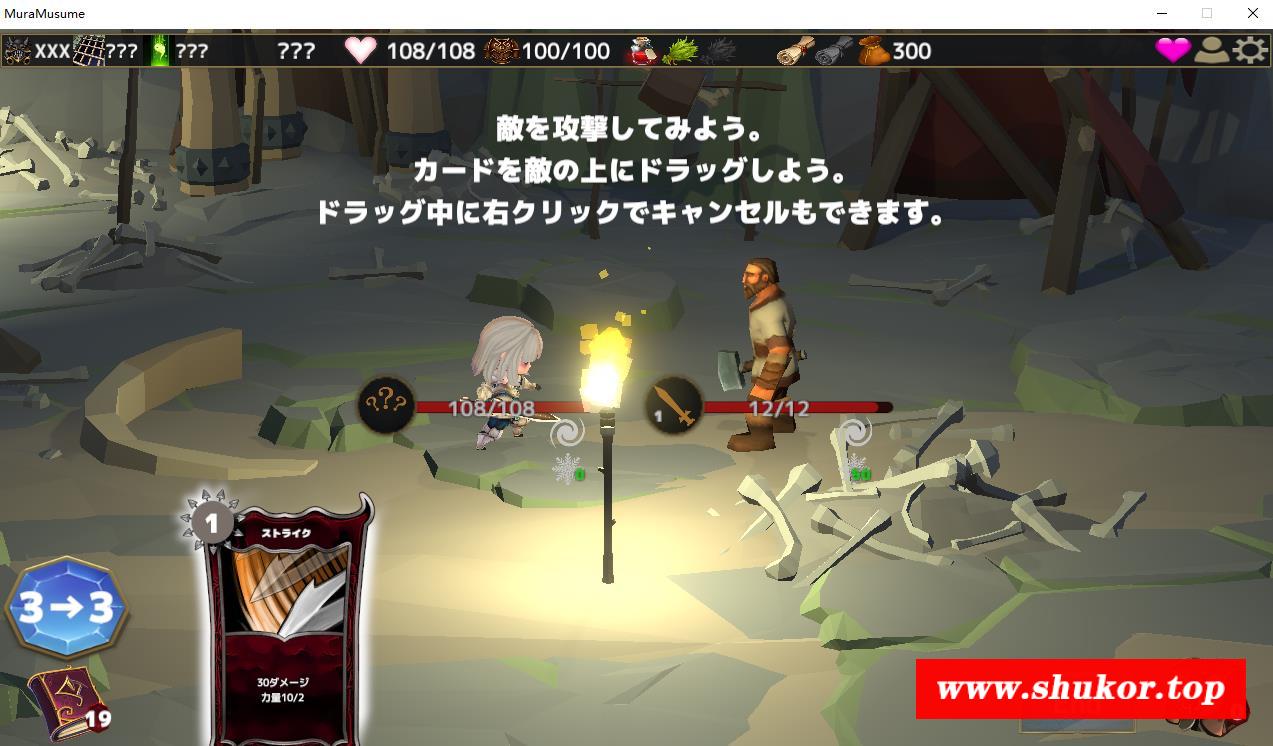 MuraMusume
XXX ??? ??? ??? 108/108 100/100 300
敵を攻撃してみよう。
カードを敵の上にドラッグしよう。
ドラッグ中に右クリックでキャンセルもできます。
??? 108/108 1 12/12
0 50
1 ストライク
3→3
30ダメージ
力量10/2
19
www.shukor.top